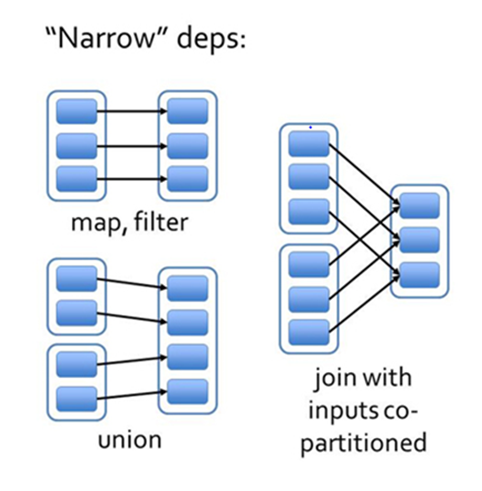 “Narrow” deps:
map, filter
union
join with
inputs co-
partitioned